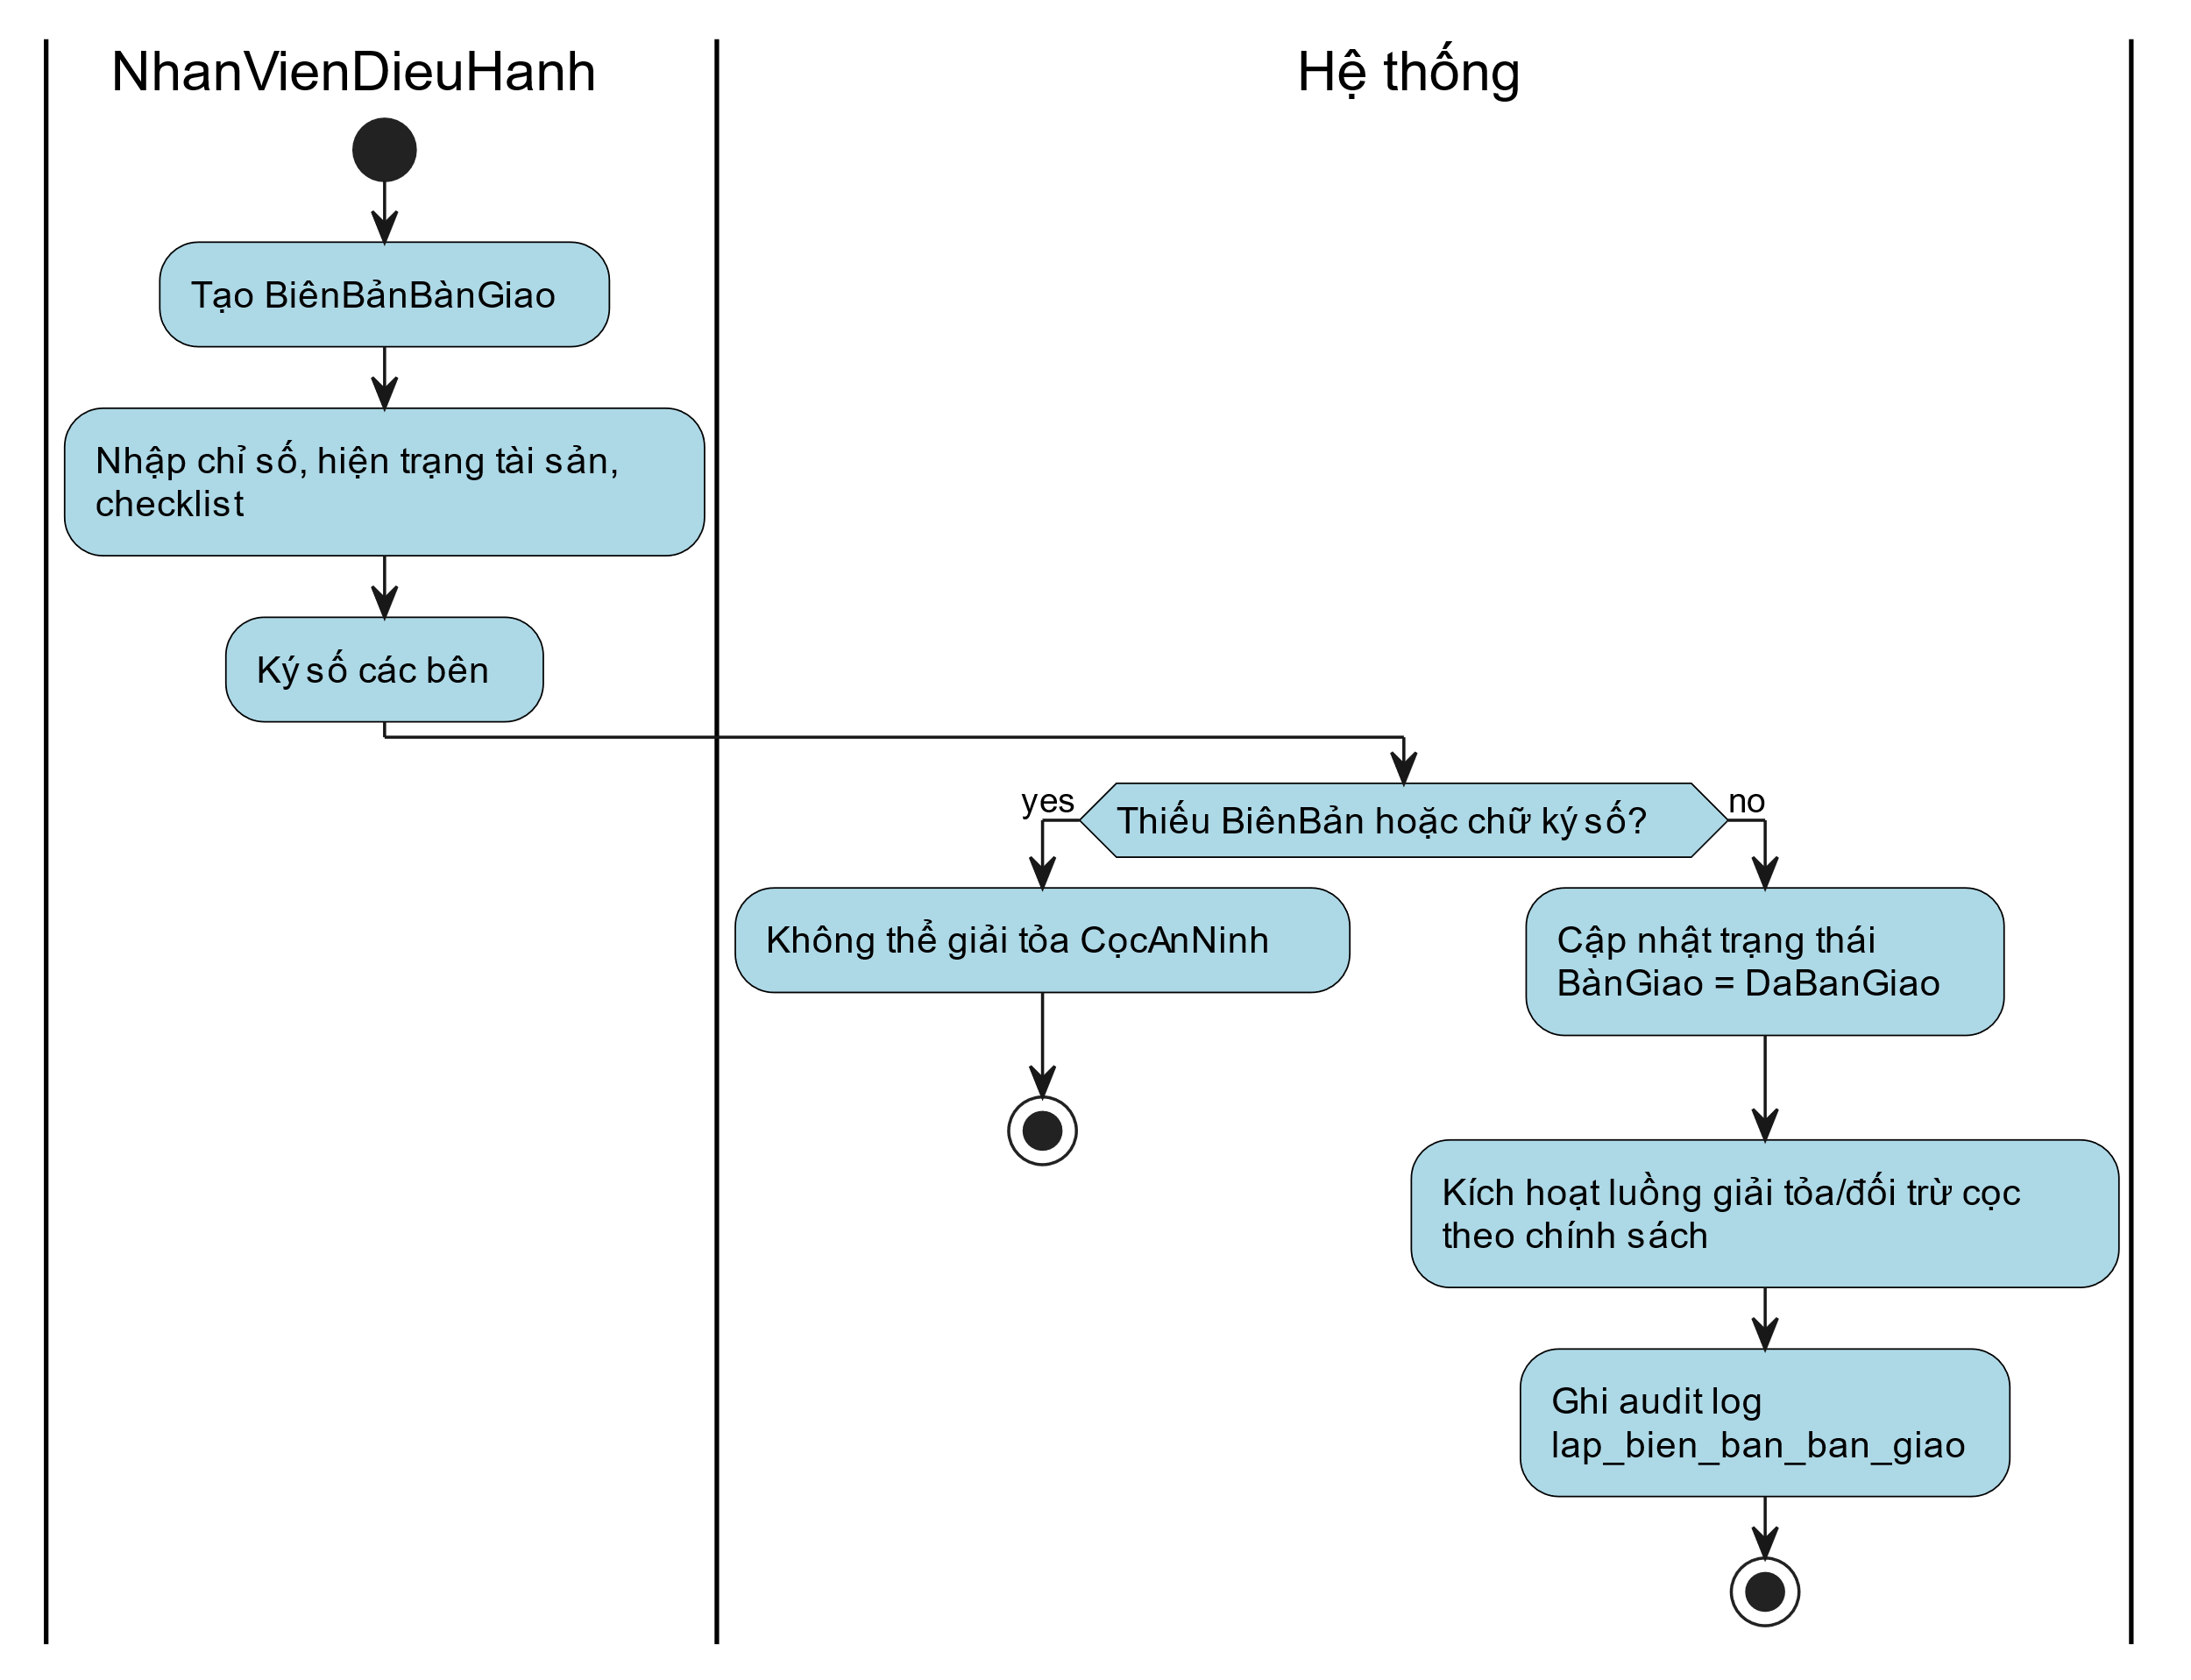 NhanVienDieuHanh
Hệ thống
Tạo BiênBảnBànGiao
Nhập chỉ số, hiện trạng tài sản,
checklist
Ký số các bên
yes
Thiếu BiênBản hoặc chữ ký số?
no
Không thể giải tỏa CọcAnNinh
Cập nhật trạng thái
BànGiao = DaBanGiao
Kích hoạt luồng giải tỏa/đối trừ cọc
theo chính sách
Ghi audit log
lap_bien_ban_ban_giao